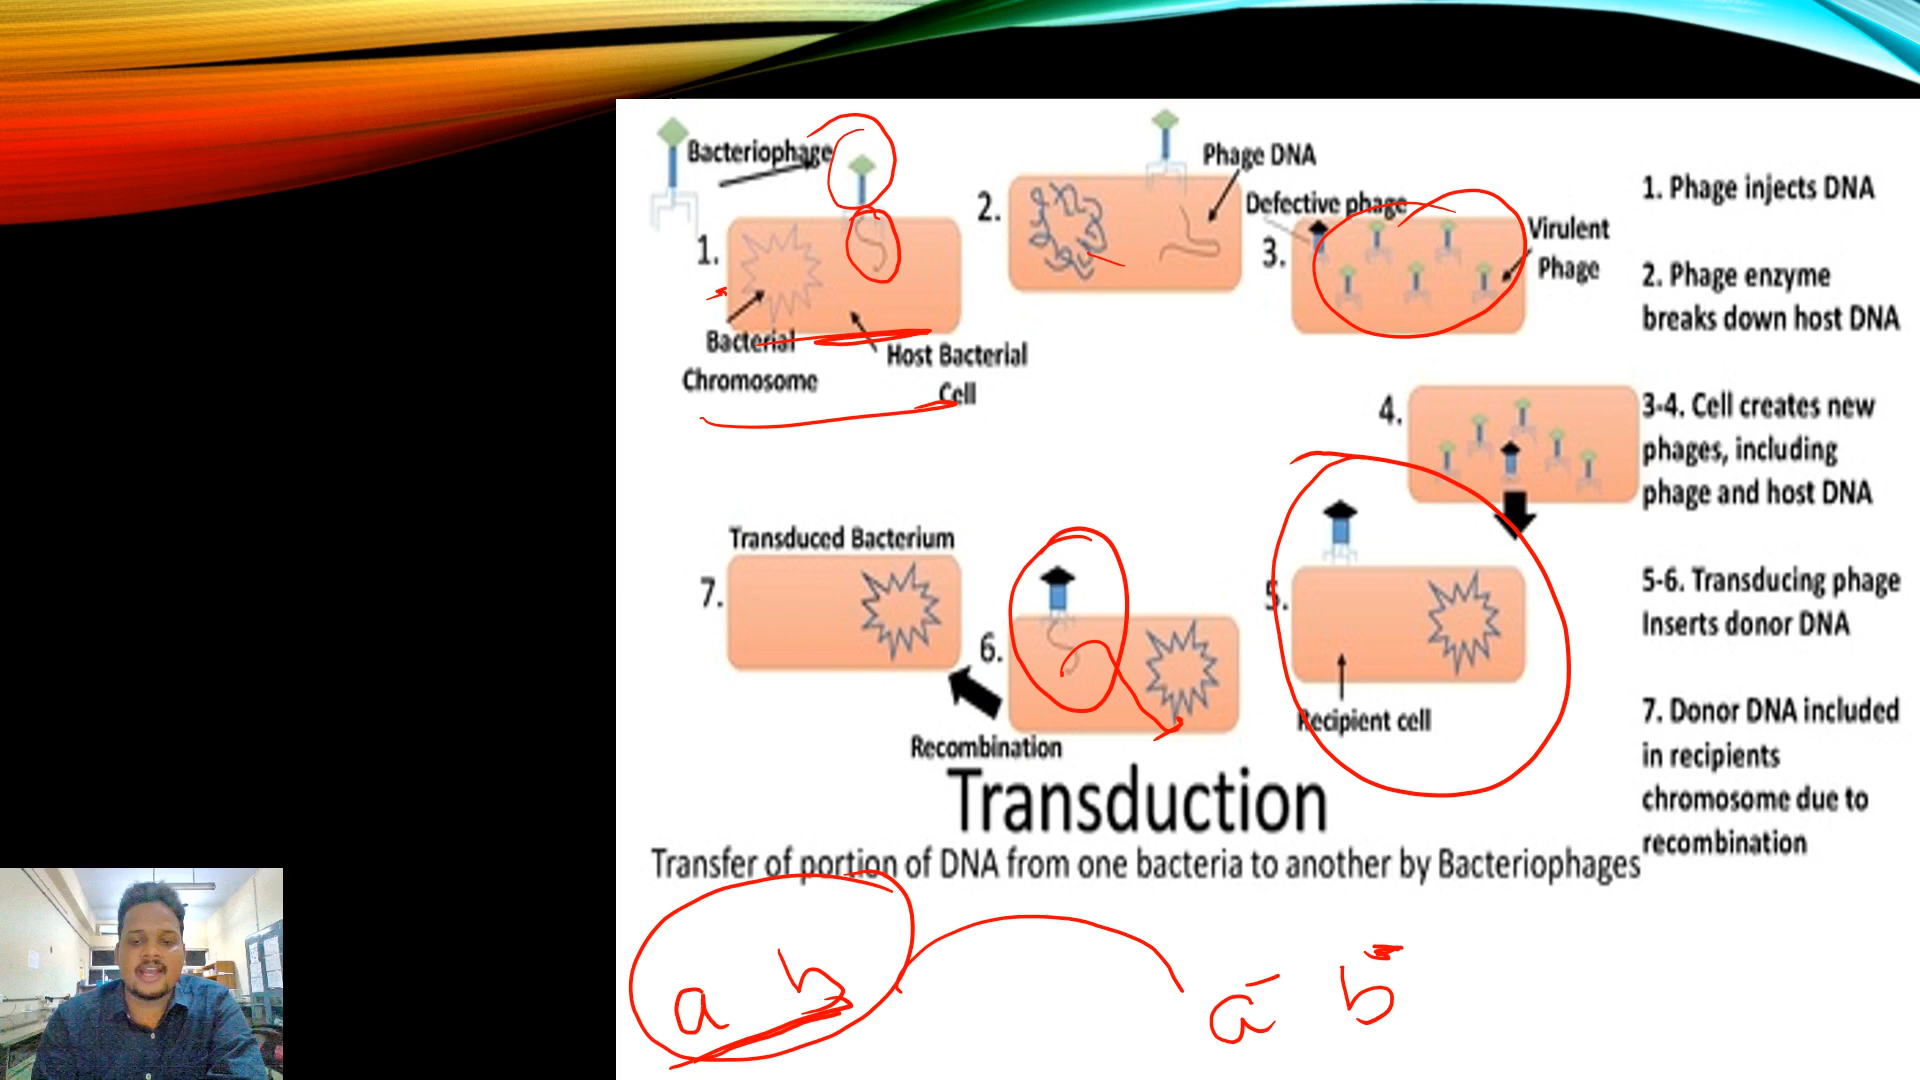 Bacteriophage
1.
Bacterial
Chromosome
Host Bacterial
Cell
2.
Phage DNA
Defective phage
3.
Virulent
Phage
4.
5.
Recipient cell
6.
Recombination
Transduced Bacterium
7.
1. Phage injects DNA
2. Phage enzyme
breaks down host DNA
3-4. Cell creates new
phages, including
phage and host DNA
5-6. Transducing phage
Inserts donor DNA
7. Donor DNA included
in recipients
chromosome due to
recombination
Transduction
Transfer of portion of DNA from one bacteria to another by Bacteriophages
a b a⁻ b⁻